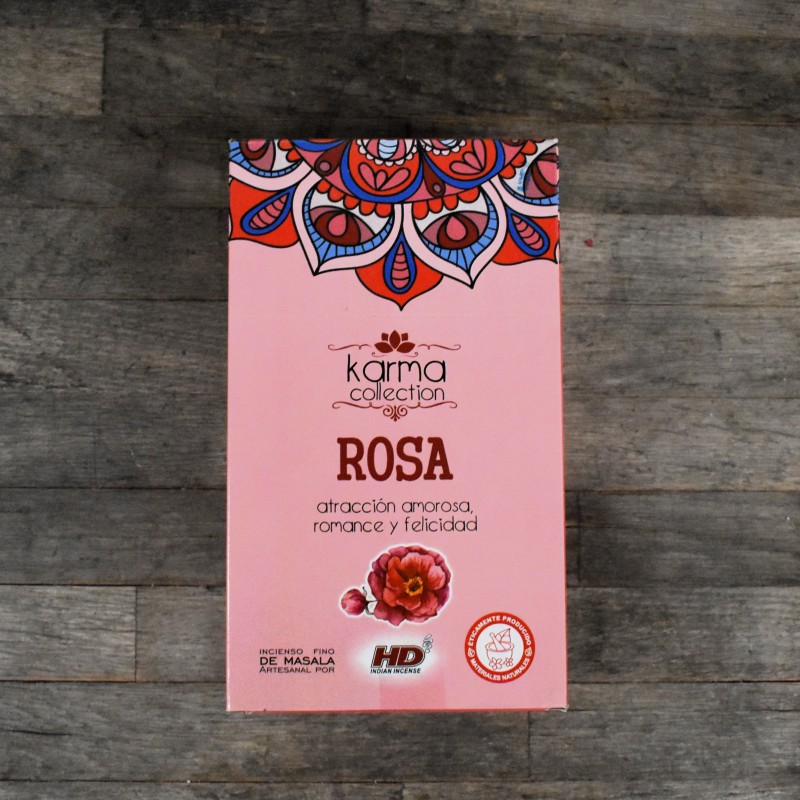 karma
collection
ROSA
atracción amorosa,
romance y felicidad
INCIENSO FINO
DE MASALA
ARTESANAL POR
HD
INDIAN INCENSE
ÉTICAMENTE PRODUCIDO
MATERIALES NATURALES